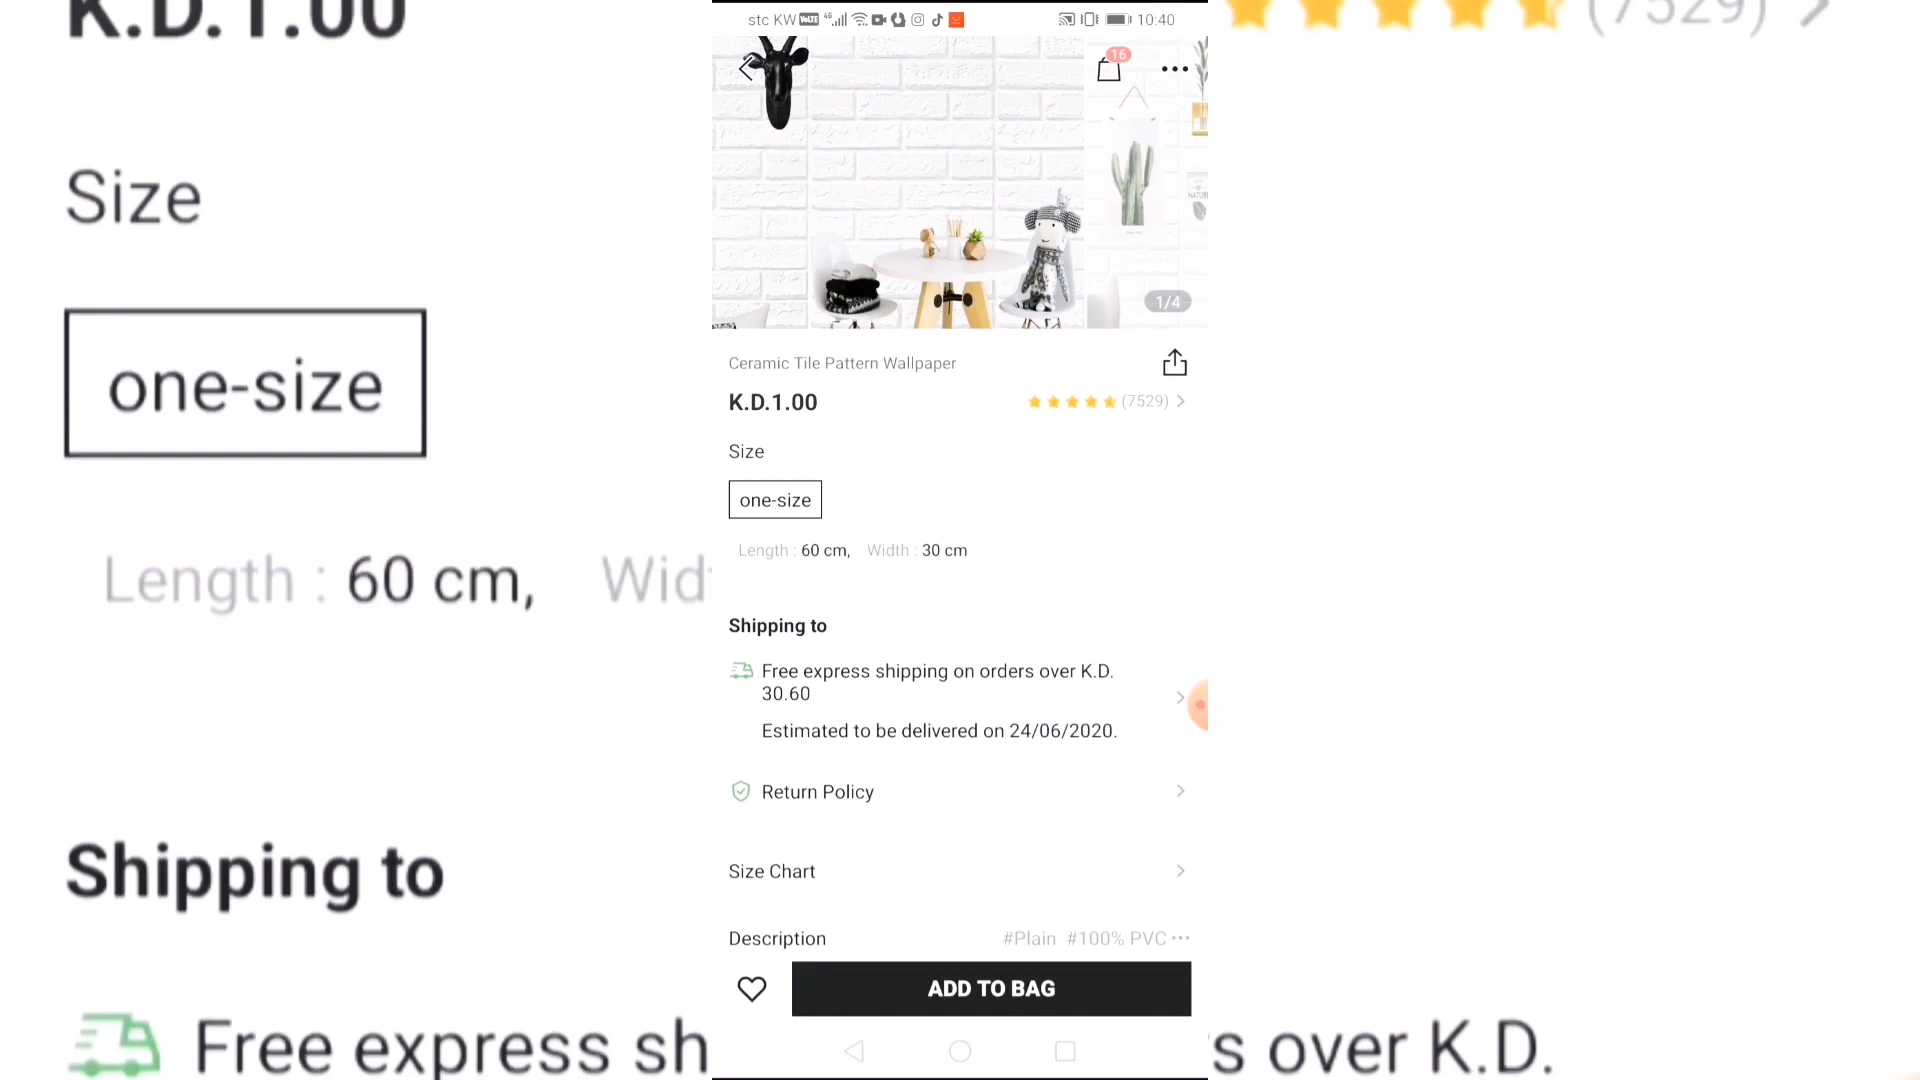 K.D.1.00
(7529)
Size
one-size
Length : 60 cm, Wid
Shipping to
Free express sh
s over K.D.
stc KW VoLTE 4G 10:40
16
NATURE
1/4
Ceramic Tile Pattern Wallpaper
K.D.1.00
(7529)
Size
one-size
Length : 60 cm, Width : 30 cm
Shipping to
Free express shipping on orders over K.D.
30.60
Estimated to be delivered on 24/06/2020.
Return Policy
Size Chart
Description #Plain #100% PVC ···
ADD TO BAG